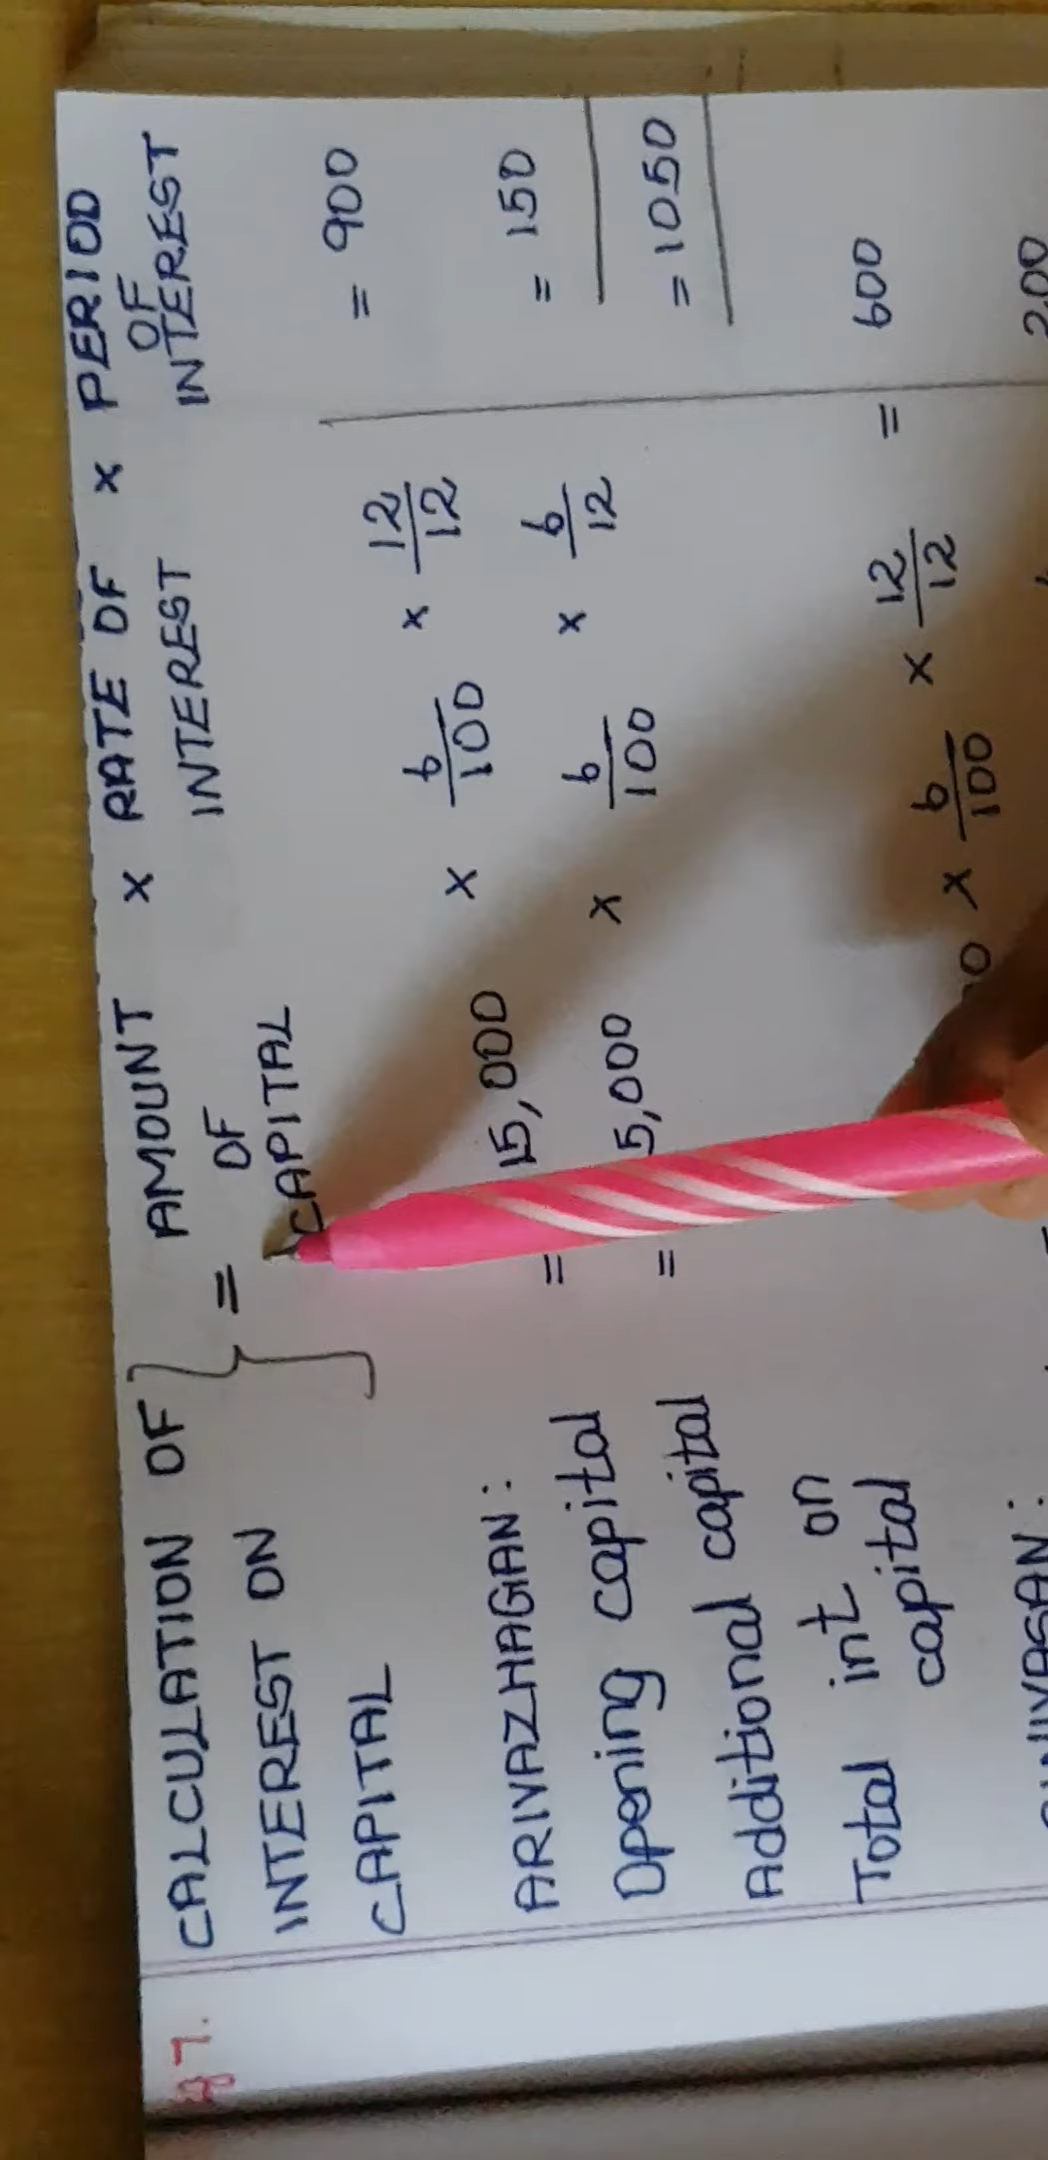 87.
CALCULATION OF } = AMOUNT × RATE OF × PERIOD
INTEREST ON OF INTEREST OF
CAPITAL CAPITAL INTEREST
ARIVAZHAGAN:
Opening capital = 15,000 × 6/100 × 12/12 = 900
Additional capital = 5,000 × 6/100 × 6/12 = 150
Total int on = 1050
capital
× 6/100 × 12/12 = 600
200